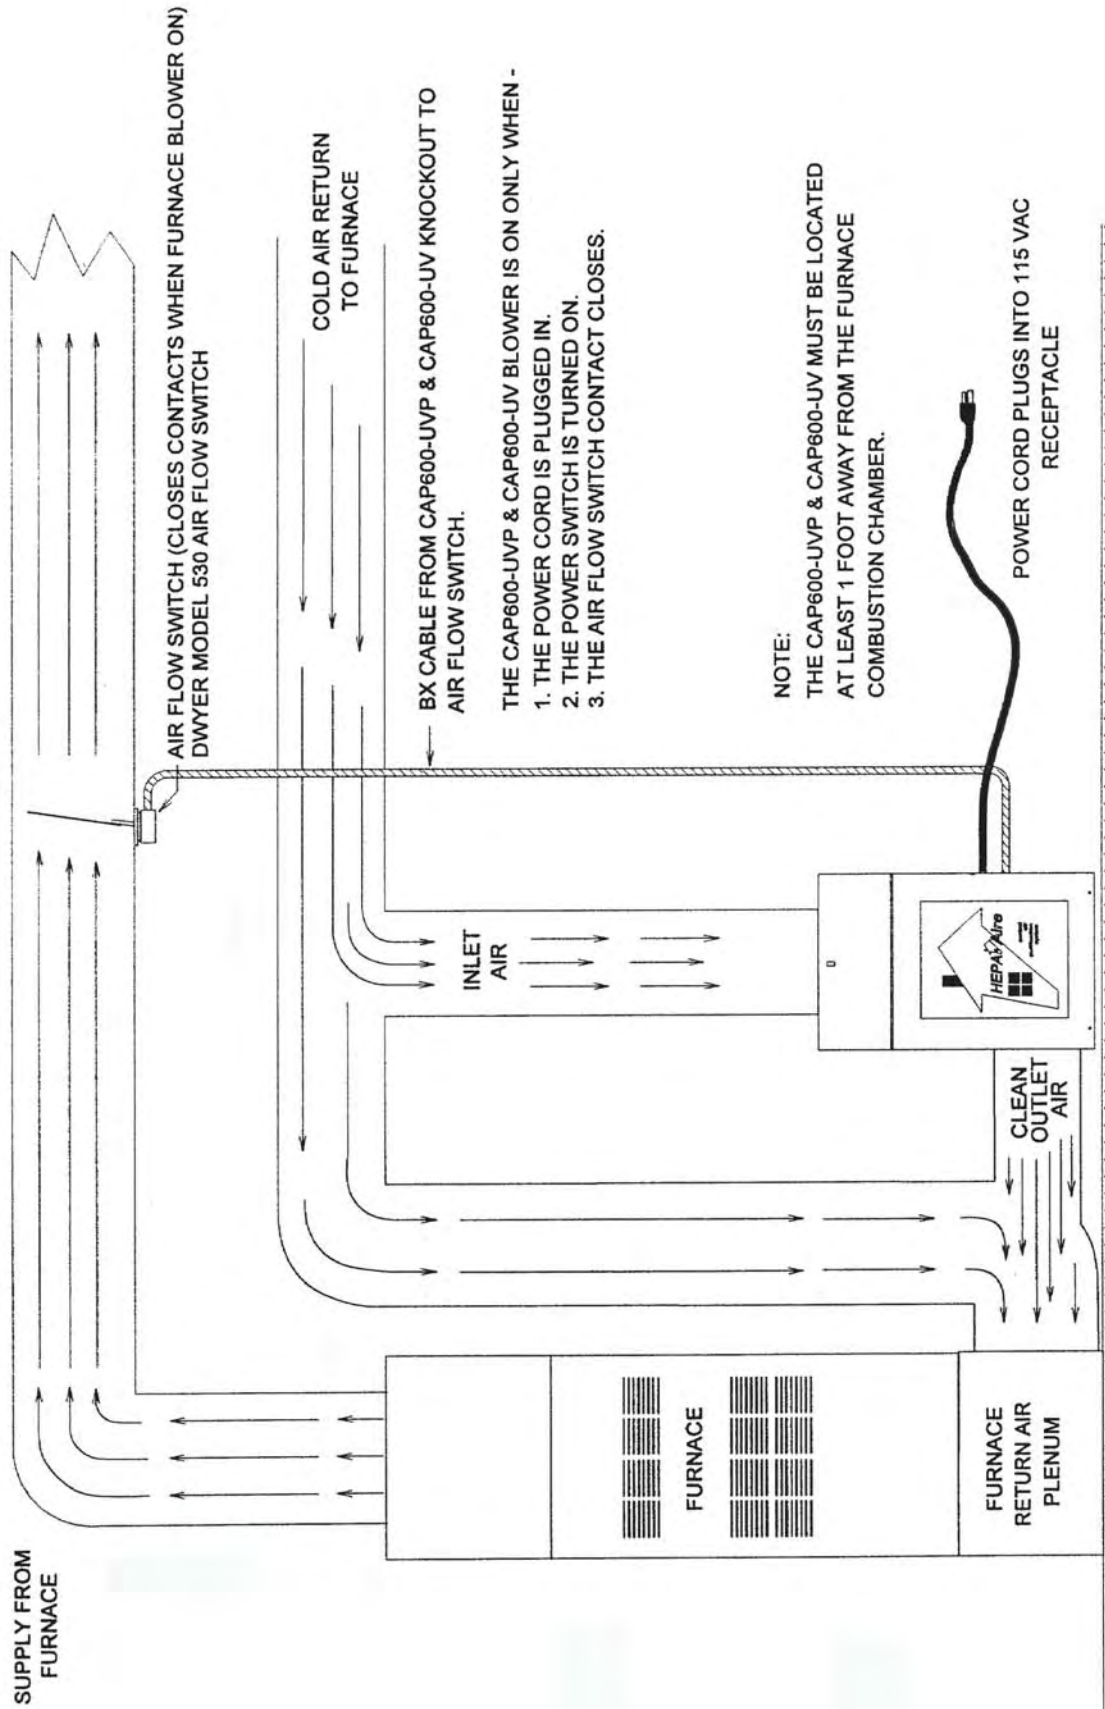 SUPPLY FROM
FURNACE
AIR FLOW SWITCH (CLOSES CONTACTS WHEN FURNACE BLOWER ON)
DWYER MODEL 530 AIR FLOW SWITCH
COLD AIR RETURN
TO FURNACE
BX CABLE FROM CAP600-UVP & CAP600-UV KNOCKOUT TO
AIR FLOW SWITCH.
THE CAP600-UVP & CAP600-UV BLOWER IS ON ONLY WHEN -
1. THE POWER CORD IS PLUGGED IN.
2. THE POWER SWITCH IS TURNED ON.
3. THE AIR FLOW SWITCH CONTACT CLOSES.
INLET
AIR
FURNACE
NOTE:
THE CAP600-UVP & CAP600-UV MUST BE LOCATED
AT LEAST 1 FOOT AWAY FROM THE FURNACE
COMBUSTION CHAMBER.
HEPA Aire
CLEAN
OUTLET
AIR
FURNACE
RETURN AIR
PLENUM
POWER CORD PLUGS INTO 115 VAC
RECEPTACLE